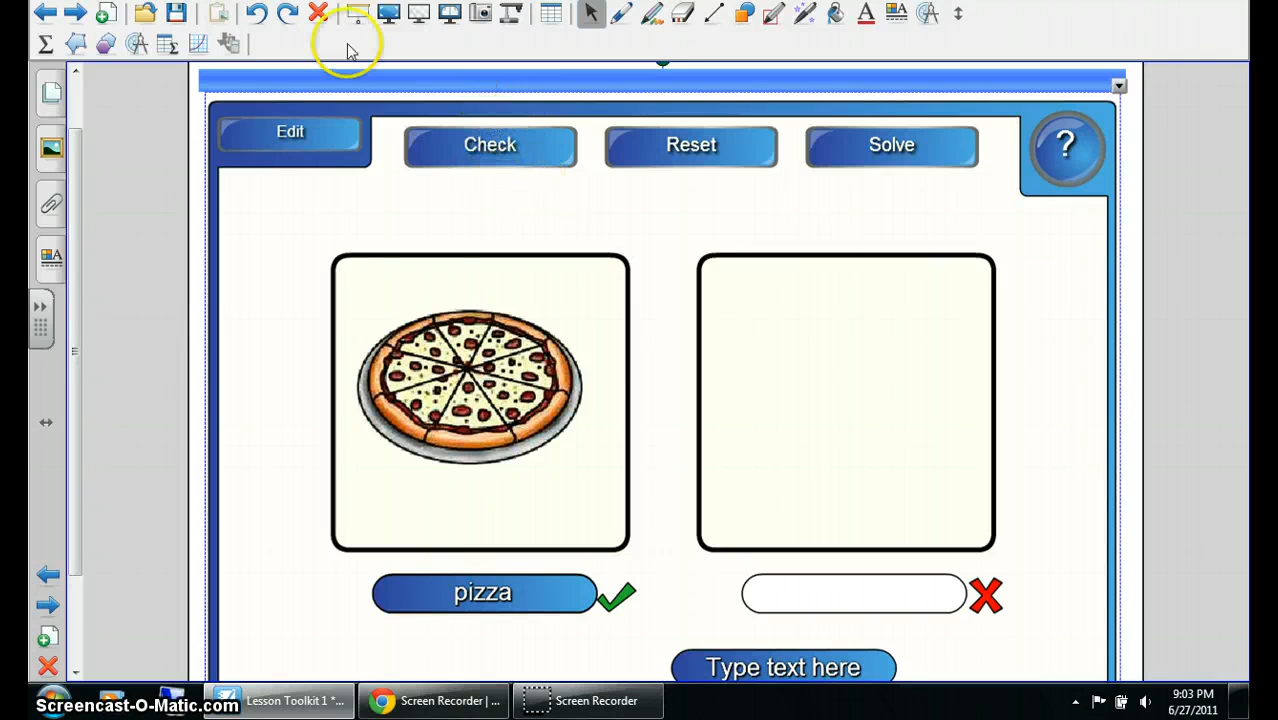 Edit
Check
Reset
Solve
?
pizza
Type text here
Lesson Toolkit 1 *...
Screen Recorder | ...
Screen Recorder
9:03 PM
6/27/2011
Screencast-O-Matic.com